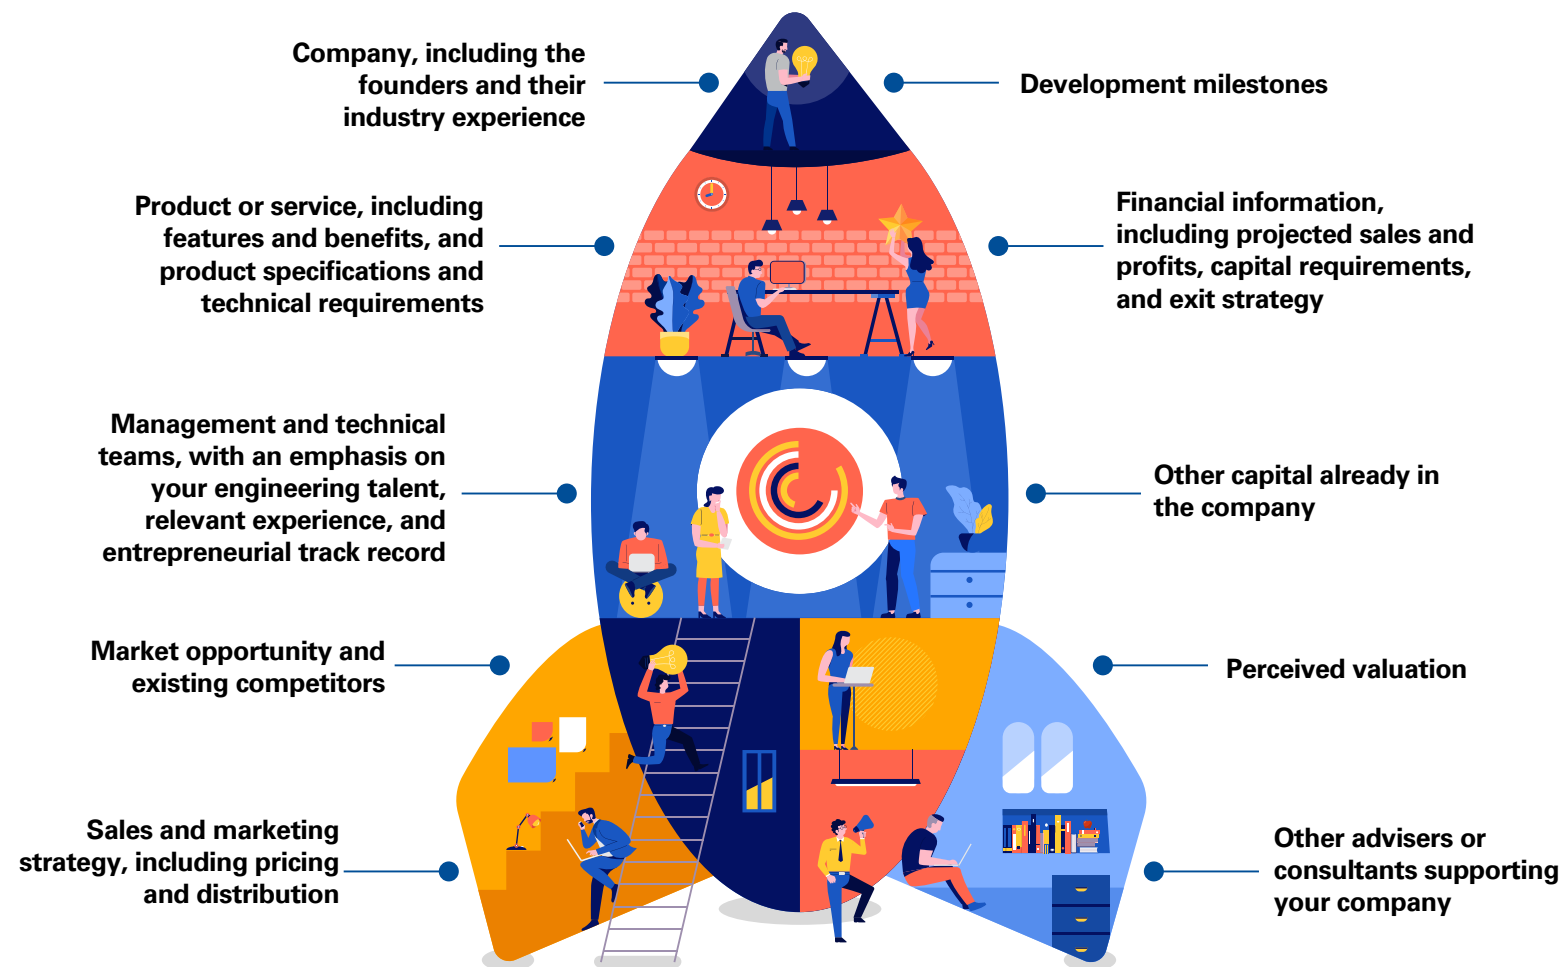 Company, including the
founders and their
industry experience
Product or service, including
features and benefits, and
product specifications and
technical requirements
Management and technical
teams, with an emphasis on
your engineering talent,
relevant experience, and
entrepreneurial track record
Market opportunity and
existing competitors
Sales and marketing
strategy, including pricing
and distribution
Development milestones
Financial information,
including projected sales and
profits, capital requirements,
and exit strategy
Other capital already in
the company
Perceived valuation
Other advisers or
consultants supporting
your company